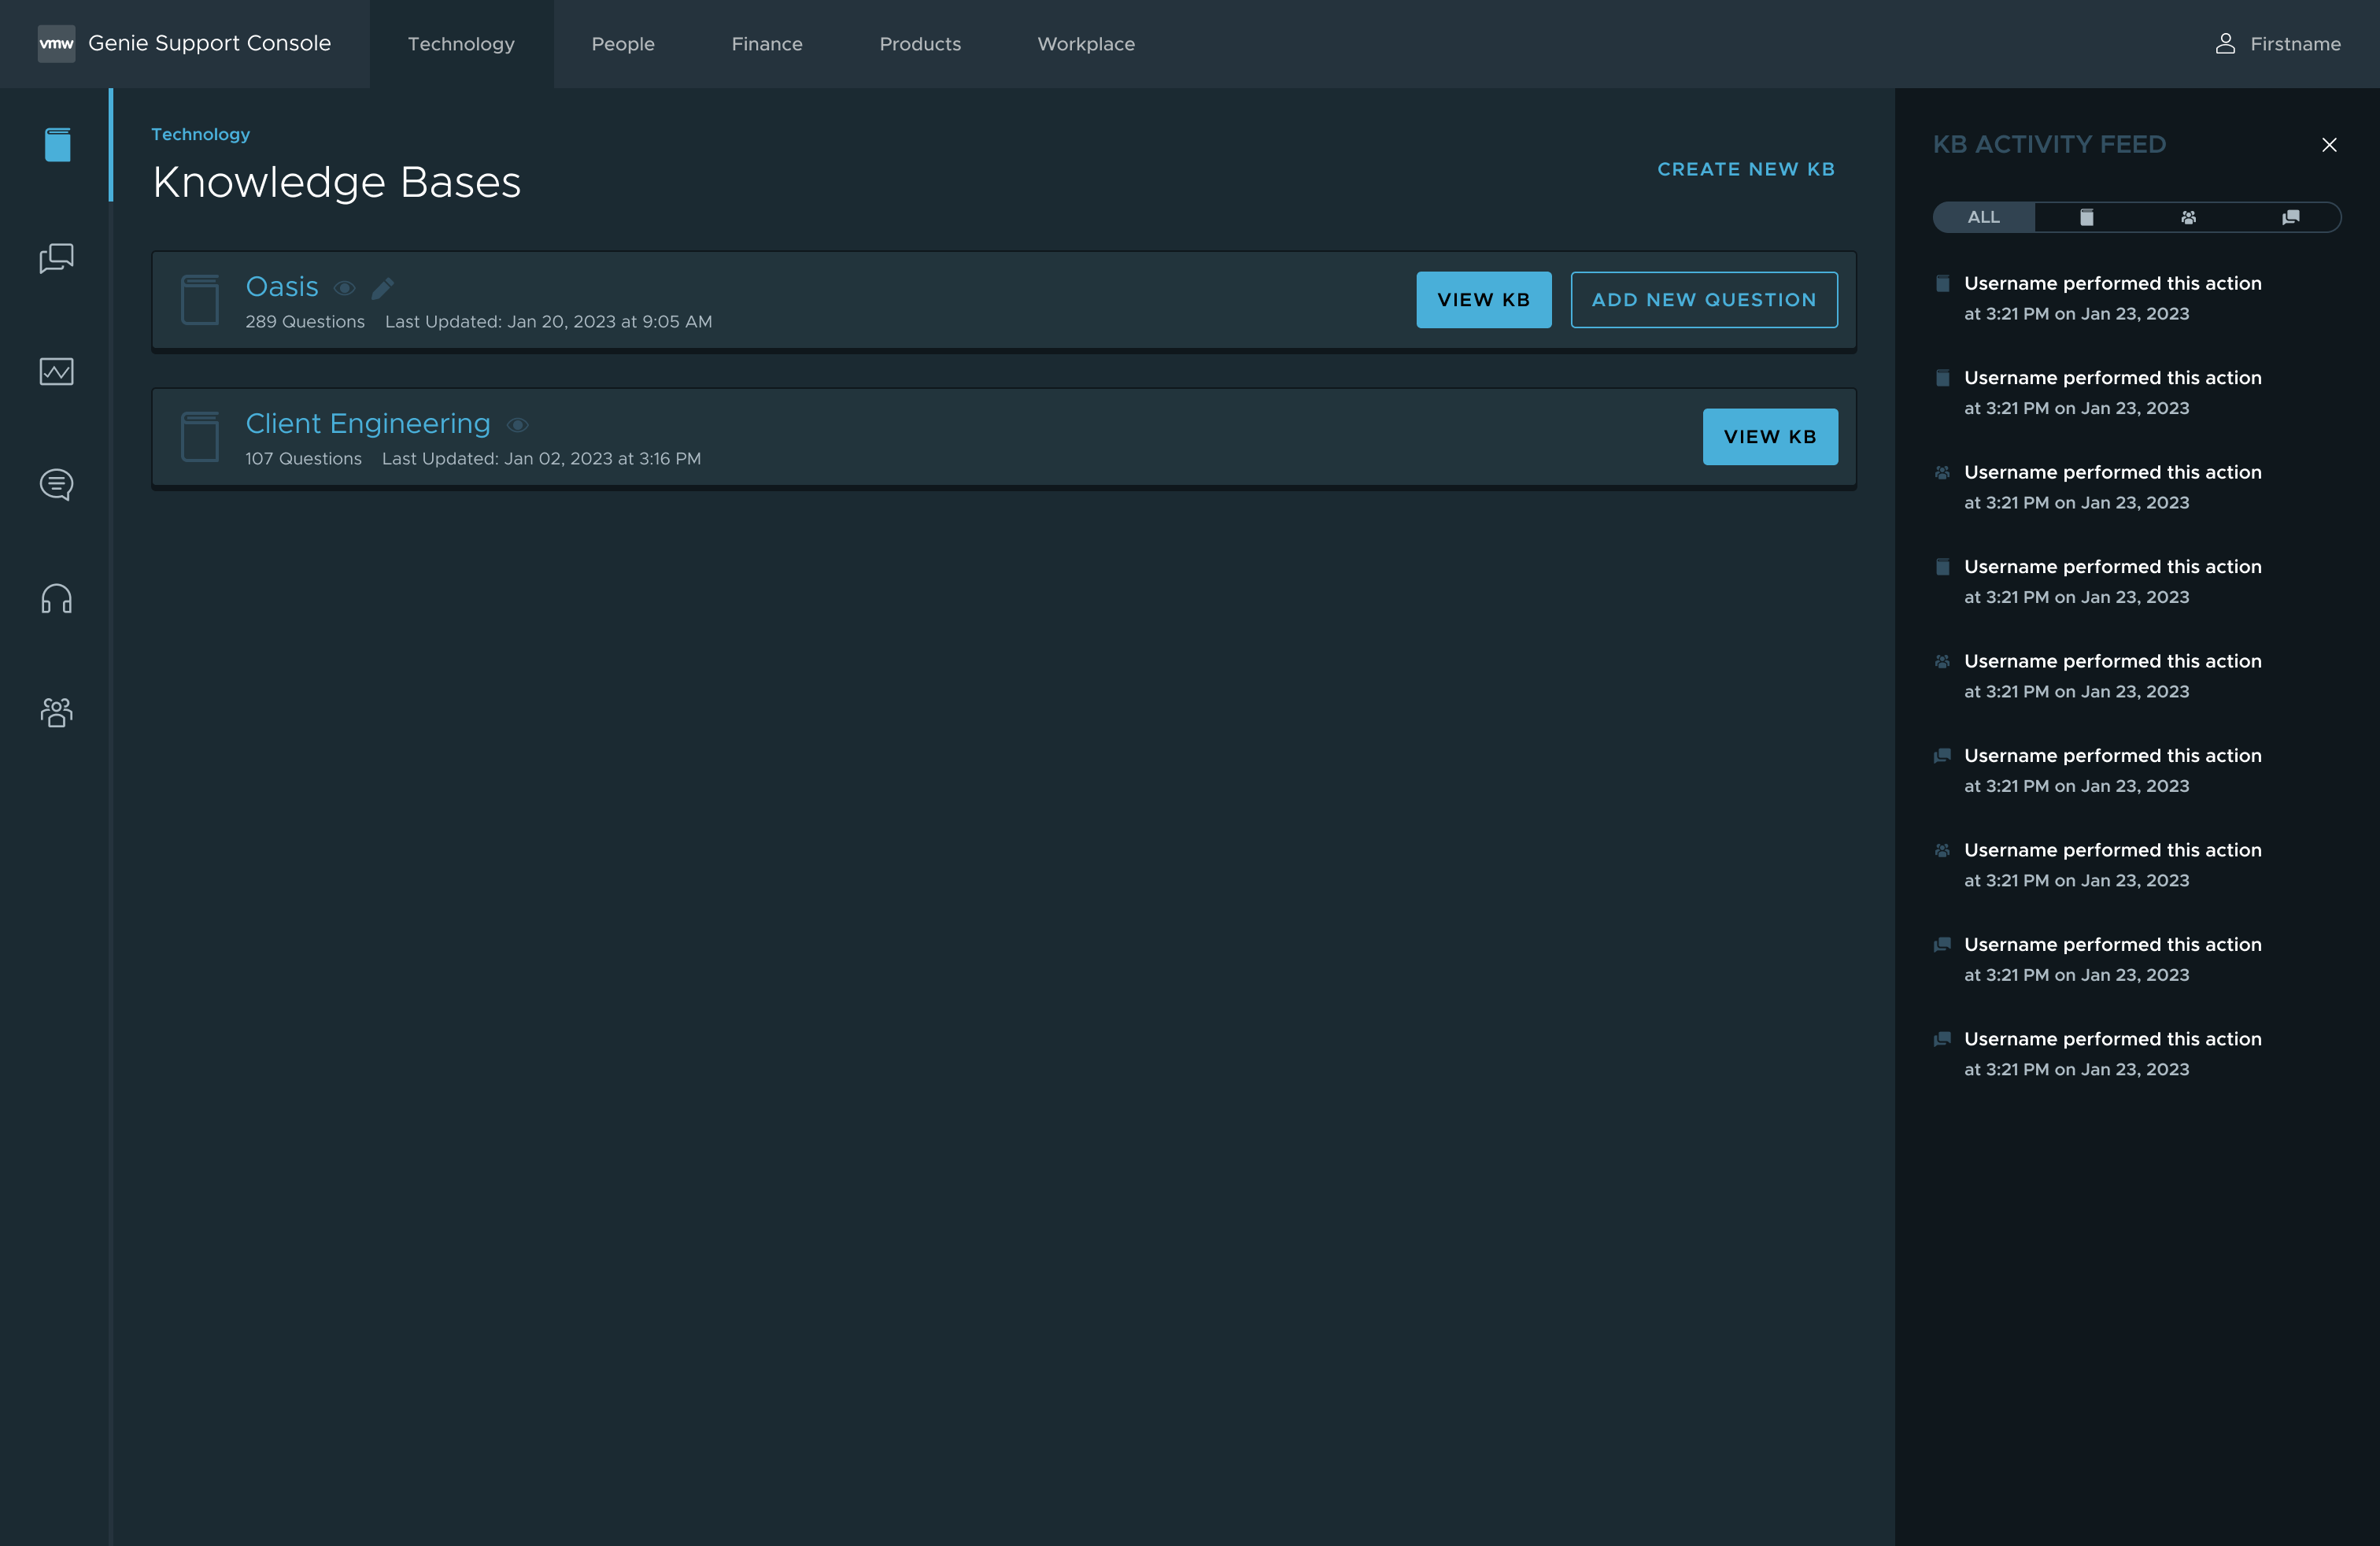 vmw Genie Support Console
Technology
People
Finance
Products
Workplace
Firstname
Technology
Knowledge Bases
CREATE NEW KB
Oasis
289 Questions Last Updated: Jan 20, 2023 at 9:05 AM
VIEW KB
ADD NEW QUESTION
Client Engineering
107 Questions Last Updated: Jan 02, 2023 at 3:16 PM
VIEW KB
KB ACTIVITY FEED
ALL
Username performed this action
at 3:21 PM on Jan 23, 2023
Username performed this action
at 3:21 PM on Jan 23, 2023
Username performed this action
at 3:21 PM on Jan 23, 2023
Username performed this action
at 3:21 PM on Jan 23, 2023
Username performed this action
at 3:21 PM on Jan 23, 2023
Username performed this action
at 3:21 PM on Jan 23, 2023
Username performed this action
at 3:21 PM on Jan 23, 2023
Username performed this action
at 3:21 PM on Jan 23, 2023
Username performed this action
at 3:21 PM on Jan 23, 2023